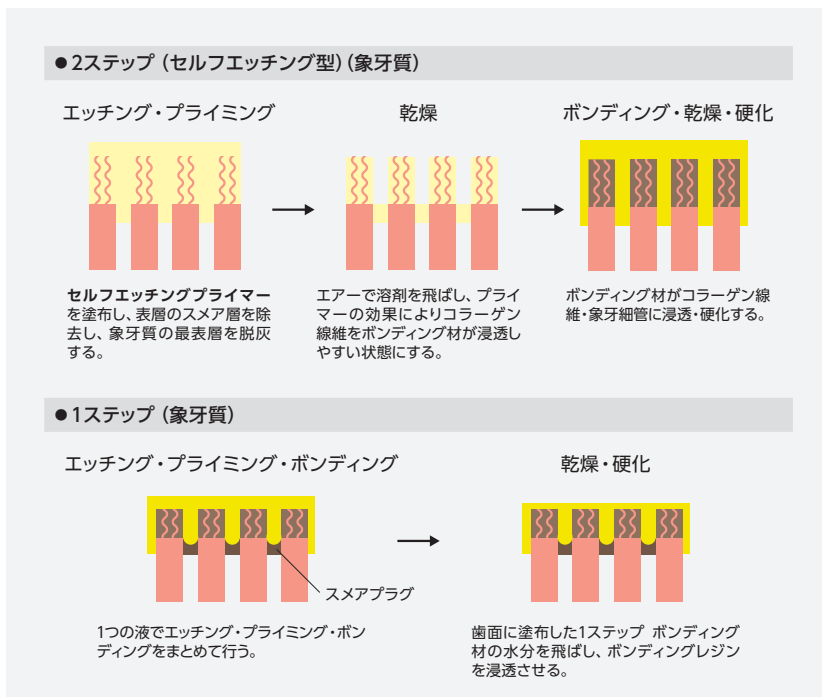 ●2ステップ（セルフエッチング型）（象牙質）
エッチング・プライミング
乾燥
ボンディング・乾燥・硬化
セルフエッチングプライマー
を塗布し、表層のスメア層を除
去し、象牙質の最表層を脱灰
する。
エアーで溶剤を飛ばし、プライ
マーの効果によりコラーゲン
線維をボンディング材が浸透し
やすい状態にする。
ボンディング材がコラーゲン線
維・象牙細管に浸透・硬化する。
●1ステップ（象牙質）
エッチング・プライミング・ボンディング
乾燥・硬化
スメアプラグ
1つの液でエッチング・プライミング・ボン
ディングをまとめて行う。
歯面に塗布した1ステップ ボンディング
材の水分を飛ばし、ボンディングレジン
を浸透させる。